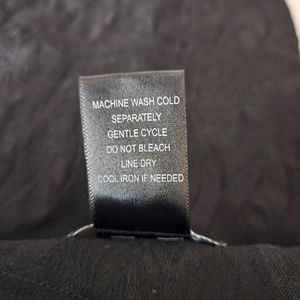 MACHINE WASH COLD
SEPARATELY
GENTLE CYCLE
DO NOT BLEACH
LINE DRY
COOL IRON IF NEEDED